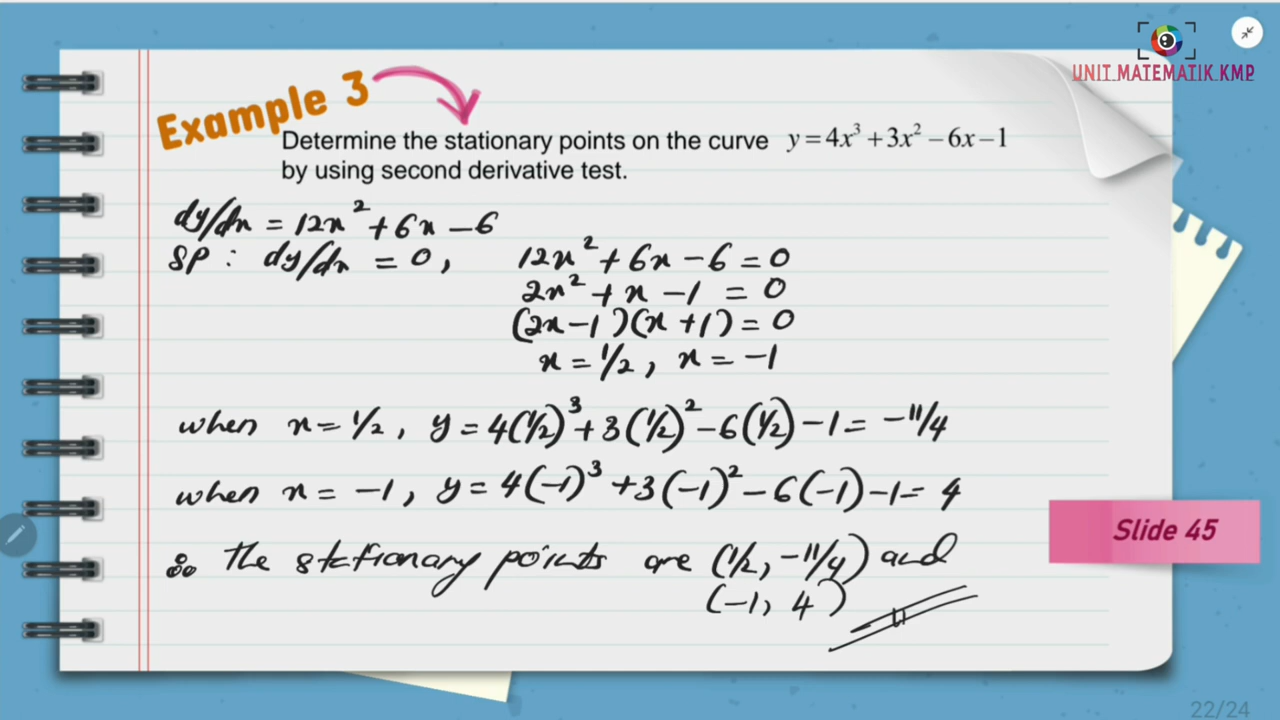 UNIT.MATEMATIK.KMP
Example 3
Determine the stationary points on the curve y = 4x³ + 3x² − 6x − 1
by using second derivative test.
dy/dx = 12x² + 6x − 6
SP : dy/dx = 0, 12x² + 6x − 6 = 0
2x² + x − 1 = 0
(2x − 1)(x + 1) = 0
x = 1/2, x = −1
when x = 1/2, y = 4(1/2)³ + 3(1/2)² − 6(1/2) − 1 = −11/4
when x = −1, y = 4(−1)³ + 3(−1)² − 6(−1) − 1 = 4
Slide 45
∴ the stationary points are (1/2, −11/4) and
(−1, 4)
22/24